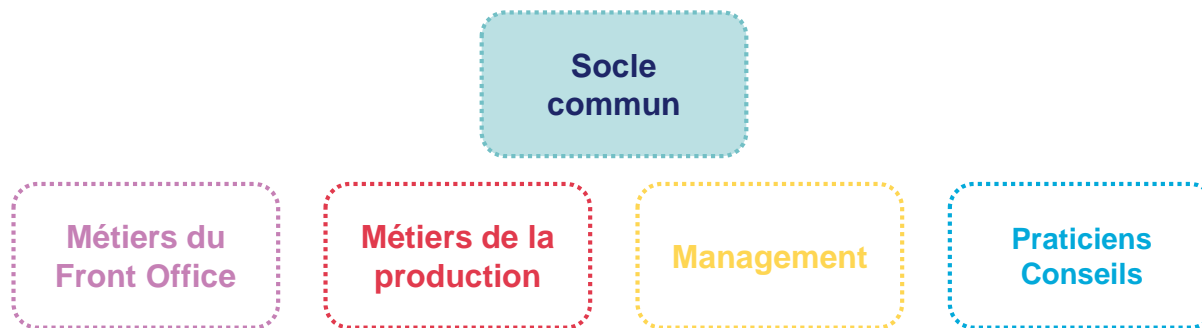 Socle
commun
Métiers du
Front Office
Métiers de la
production
Management
Praticiens
Conseils